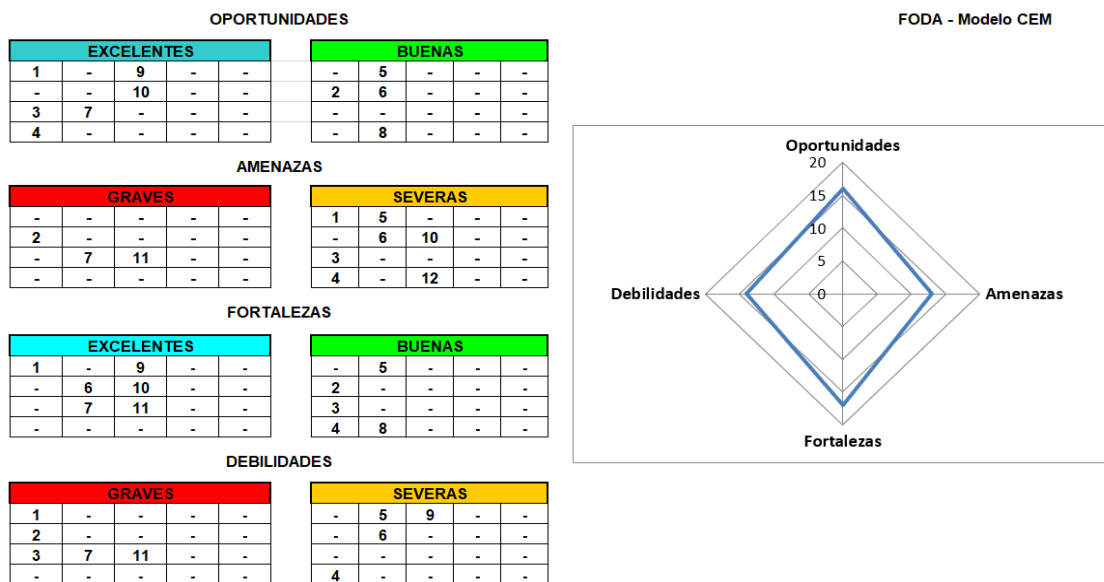 OPORTUNIDADES
FODA - Modelo CEM
EXCELENTES BUENAS
1 - 9 - - - 5 - - -
- - 10 - - 2 6 - - -
3 7 - - - - - - - -
4 - - - - - 8 - - -
AMENAZAS
GRAVES SEVERAS
- - - - - 1 5 - - -
2 - - - - - 6 10 - -
- 7 11 - - 3 - - - -
- - - - - 4 - 12 - -
FORTALEZAS
EXCELENTES BUENAS
1 - 9 - - - 5 - - -
- 6 10 - - 2 - - - -
- 7 11 - - 3 - - - -
- - - - - 4 8 - - -
DEBILIDADES
GRAVES SEVERAS
1 - - - - - 5 9 - -
2 - - - - - 6 - - -
3 7 11 - - - - - - -
- - - - - 4 - - - -
Oportunidades
20
15
10
5
0
Debilidades
Amenazas
Fortalezas